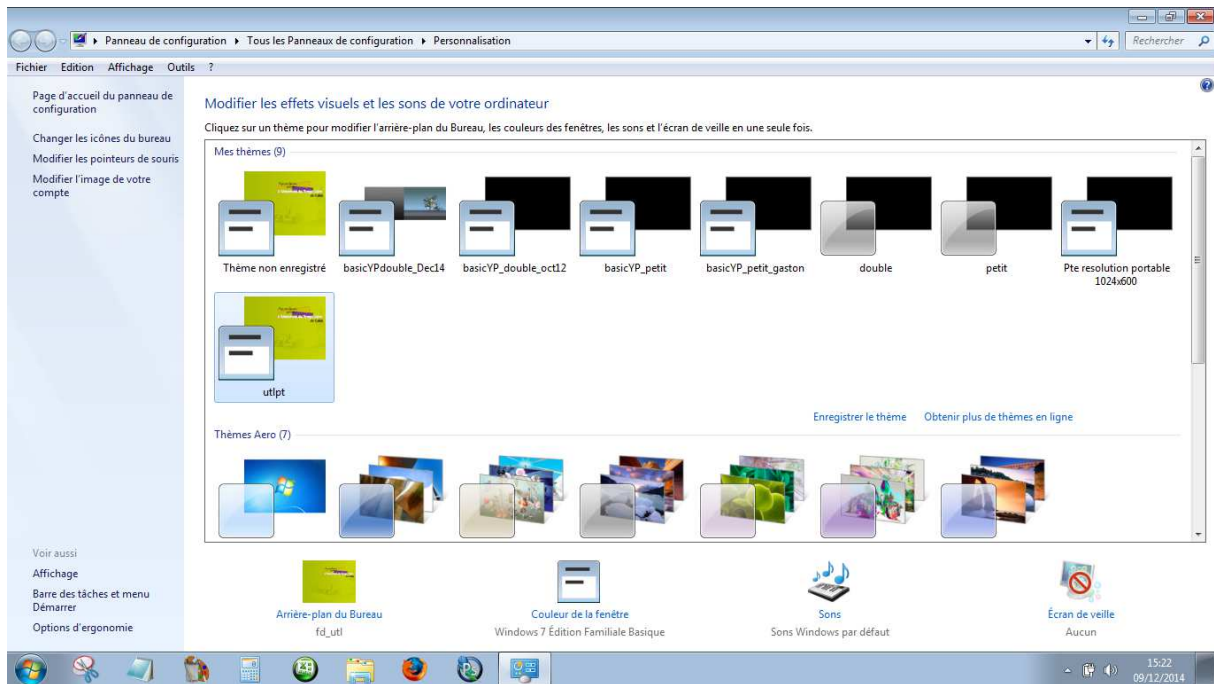 Panneau de configuration ▸ Tous les Panneaux de configuration ▸ Personnalisation
Rechercher
Fichier Edition Affichage Outils ?
Page d'accueil du panneau de
configuration
Changer les icônes du bureau
Modifier les pointeurs de souris
Modifier l'image de votre
compte
Modifier les effets visuels et les sons de votre ordinateur
Cliquez sur un thème pour modifier l'arrière-plan du Bureau, les couleurs des fenêtres, les sons et l'écran de veille en une seule fois.
Mes thèmes (9)
Thème non enregistré basicYPdouble_Dec14 basicYP_double_oct12 basicYP_petit basicYP_petit_gaston double petit Pte resolution portable
1024x600
utlpt
Enregistrer le thème Obtenir plus de thèmes en ligne
Thèmes Aero (7)
Voir aussi
Affichage
Barre des tâches et menu
Démarrer
Options d'ergonomie
Arrière-plan du Bureau
fd_utl
Couleur de la fenêtre
Windows 7 Édition Familiale Basique
Sons
Sons Windows par défaut
Écran de veille
Aucun
15:22
09/12/2014